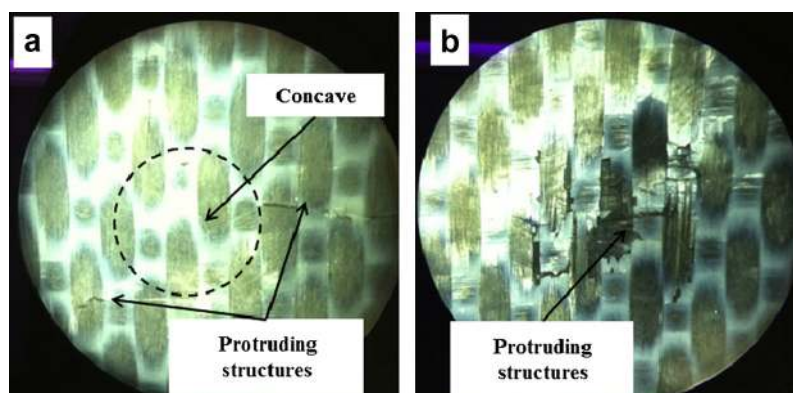 a
Concave
Protruding
structures
b
Protruding
structures